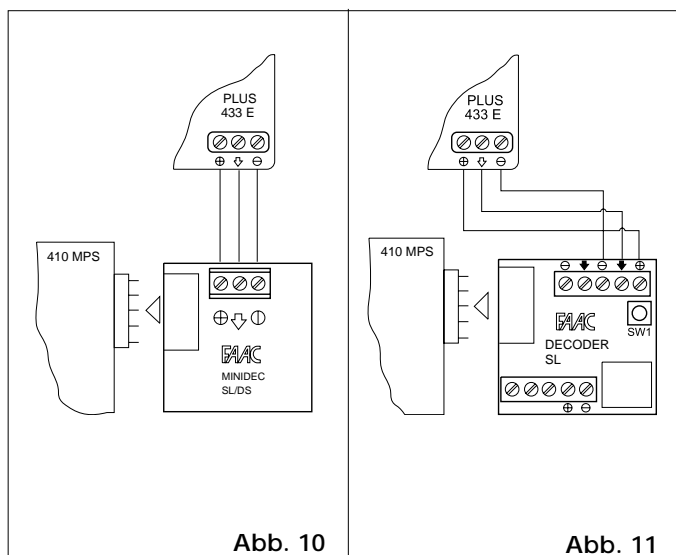 PLUS
433 E
410 MPS
FAAC
MINIDEC
SL/DS
Abb. 10
PLUS
433 E
410 MPS
FAAC
SW1
DECODER
SL
Abb. 11